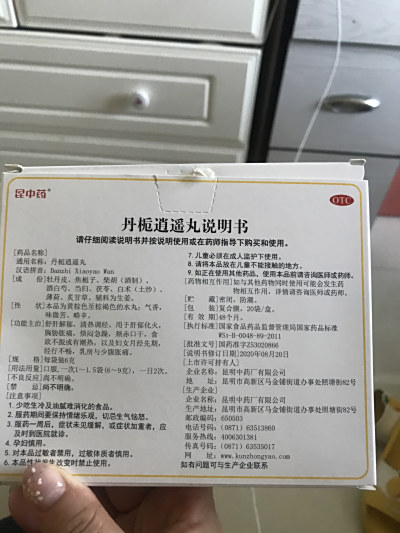 昆中药
OTC
丹栀逍遥丸说明书
请仔细阅读说明书并按说明使用或在药师指导下购买和使用。
[药品名称]
通用名称：丹栀逍遥丸
汉语拼音：Danzhi Xiaoyao Wan
[成　　份] 牡丹皮、焦栀子、柴胡（酒制）、
酒白芍、当归、茯苓、白术（土炒）、
薄荷、炙甘草。辅料为生姜。
[性　　状] 本品为黄棕色至棕褐色的水丸；气香，
味微苦、略辛。
[功能主治] 舒肝解郁，清热调经。用于肝郁化火，
胸胁胀痛，烦闷急躁，颊赤口干，食
欲不振或有潮热，以及妇女月经先期，
经行不畅，乳房与少腹胀痛。
[规　　格] 每袋装6克
[用法用量] 口服。一次1～1.5袋(6～9克)，一日2次。
[不良反应] 尚不明确。
[禁　　忌] 尚不明确。
[注意事项]
1. 少吃生冷及油腻难消化的食品。
2. 服药期间要保持情绪乐观，切忌生气恼怒。
3. 服药一周后，症状未见缓解，或症状加重者，应
及时到医院就诊。
4. 孕妇慎用。
5. 对本品过敏者禁用，过敏体质者慎用。
6. 本品性状发生改变时禁止使用。
7. 儿童必须在成人监护下使用。
8. 请将本品放在儿童不能接触的地方。
9. 如正在使用其他药品，使用本品前请咨询医师或药师。
[药物相互作用] 如与其他药物同时使用可能会发生药
物相互作用，详情请咨询医师或药师。
[贮　　藏] 密闭，防潮。
[包　　装] 复合膜，20袋/盒。
[有 效 期] 48个月。
[执行标准] 国家食品药品监督管理局国家药品标准
WS3-B-0048-89-2011
[批准文号] 国药准字Z53020866
[说明书修订日期] 2020年08月20日
[上市许可持有人]
企业名称：昆明中药厂有限公司
地　　址：昆明市高新区马金铺街道办事处照塘街82号
[生产企业]
企业名称：昆明中药厂有限公司
生产地址：昆明市高新区马金铺街道办事处照塘街82号
邮政编码：650503
电话号码：(0871) 63513860
服务热线：4006301381
传真号码：(0871) 63535017
网　　址：www.kunzhongyao.com
如有问题可与生产企业联系